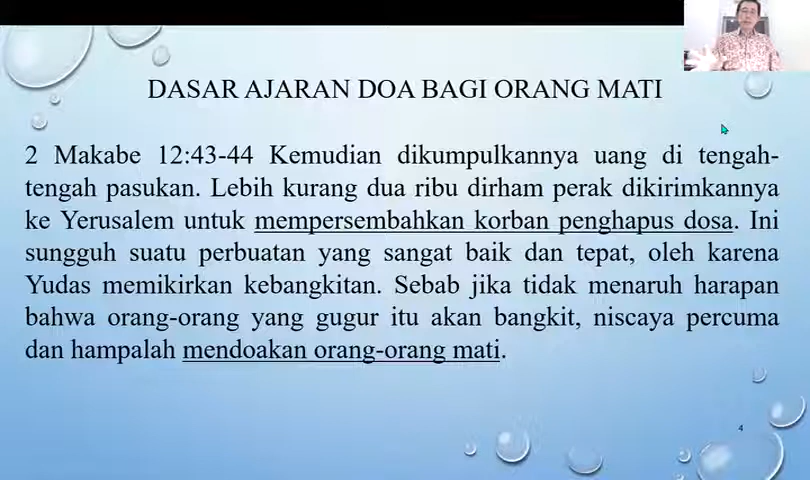 DASAR AJARAN DOA BAGI ORANG MATI
2 Makabe 12:43-44 Kemudian dikumpulkannya uang di tengah-
tengah pasukan. Lebih kurang dua ribu dirham perak dikirimkannya
ke Yerusalem untuk mempersembahkan korban penghapus dosa. Ini
sungguh suatu perbuatan yang sangat baik dan tepat, oleh karena
Yudas memikirkan kebangkitan. Sebab jika tidak menaruh harapan
bahwa orang-orang yang gugur itu akan bangkit, niscaya percuma
dan hampalah mendoakan orang-orang mati.
4